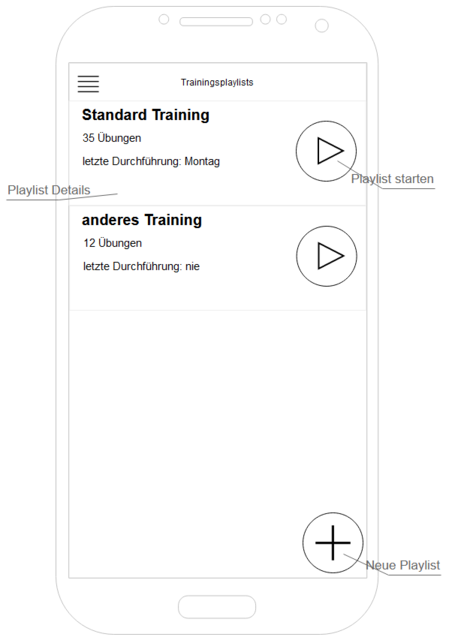 Trainingsplaylists
Standard Training
35 Übungen
letzte Durchführung: Montag
Playlist starten
Playlist Details
anderes Training
12 Übungen
letzte Durchführung: nie
Neue Playlist